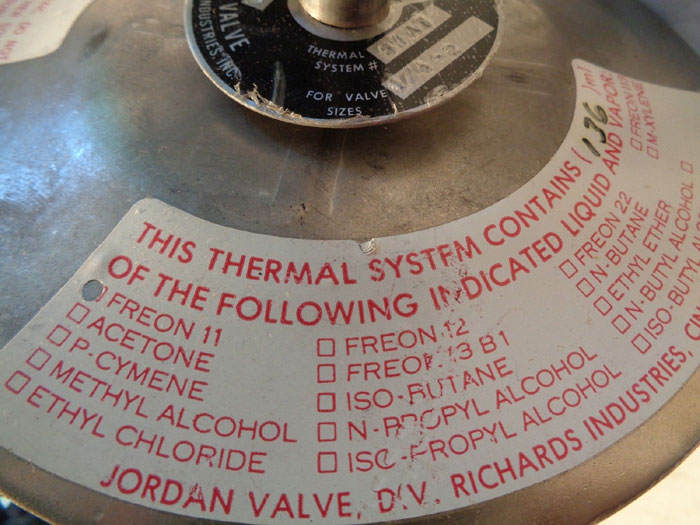 VALVE
INDUSTRIES, INC.
THERMAL
SYSTEM #
FOR VALVE
SIZES
THIS THERMAL SYSTEM CONTAINS (136 /ml)
OF THE FOLLOWING INDICATED LIQUID AND VAPOR:
FREON 11
ACETONE
P-CYMENE
METHYL ALCOHOL
ETHYL CHLORIDE
FREON 12
FREON 13 B1
ISO-BUTANE
N-PROPYL ALCOHOL
ISO-PROPYL ALCOHOL
FREON 22
N-BUTANE
ETHYL ETHER
N-BUTYL ALCOHOL
ISO-BUTYL
FREON
M-XYLENE
JORDAN VALVE, DIV. RICHARDS INDUSTRIES,